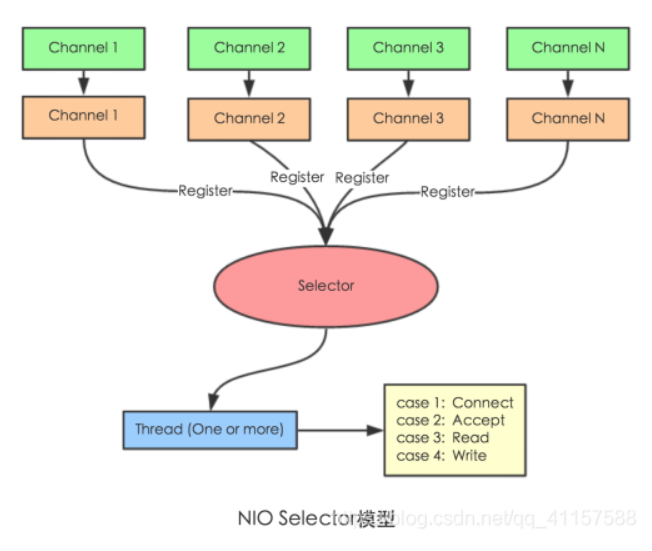 Channel 1
Channel 2
Channel 3
Channel N
Channel 1
Channel 2
Channel 3
Channel N
Register
Register
Register
Register
Selector
Thread (One or more)
case 1: Connect
case 2: Accept
case 3: Read
case 4: Write
NIO Selector模型
blog.csdn.net/qq_41157588